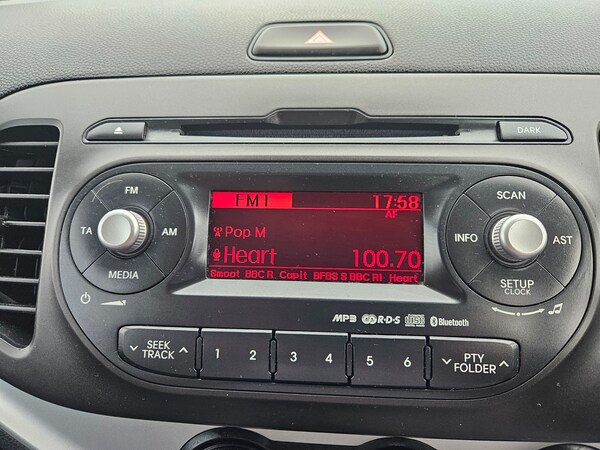 DARK
FM1 17:58
AF
Pop M
Heart 100.70
Smoot BBC R. Capit BFBS S BBC R1 Heart
FM
TA AM
MEDIA
SCAN
INFO AST
SETUP
CLOCK
MP3 R·D·S Bluetooth
SEEK
TRACK
1 2 3 4 5 6
PTY
FOLDER